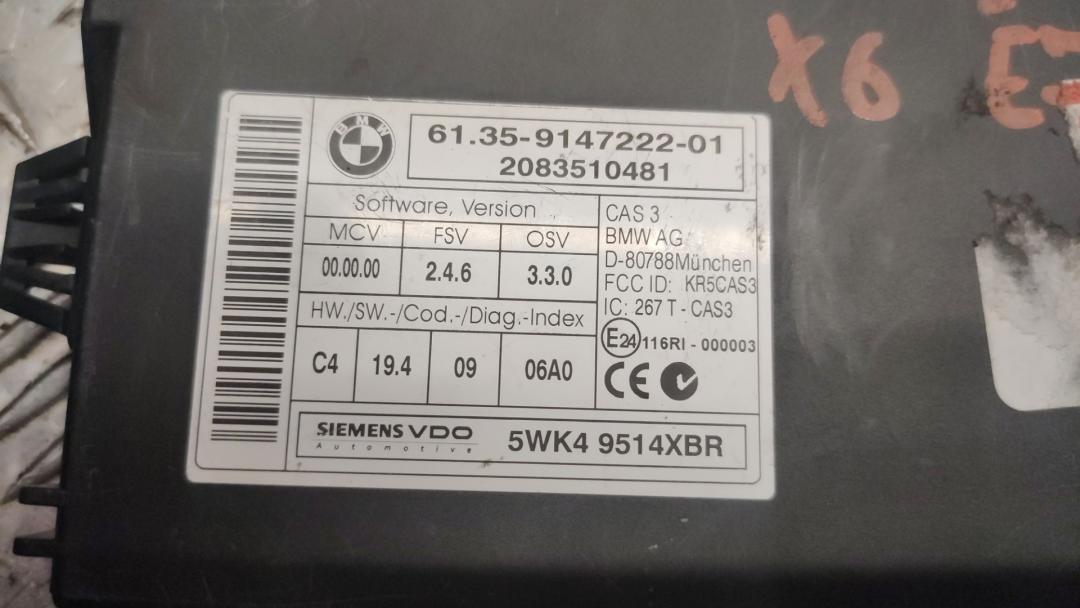 X6 E
BMW
61.35-9147222-01
2083510481
Software, Version
MCV FSV OSV
00.00.00 2.4.6 3.3.0
HW./SW.-/Cod.-/Diag.-Index
C4 19.4 09 06A0
CAS 3
BMW AG
D-80788München
FCC ID: KR5CAS3
IC: 267 T - CAS3
E24 116RI - 000003
CE
SIEMENS VDO
Automotive
5WK4 9514XBR